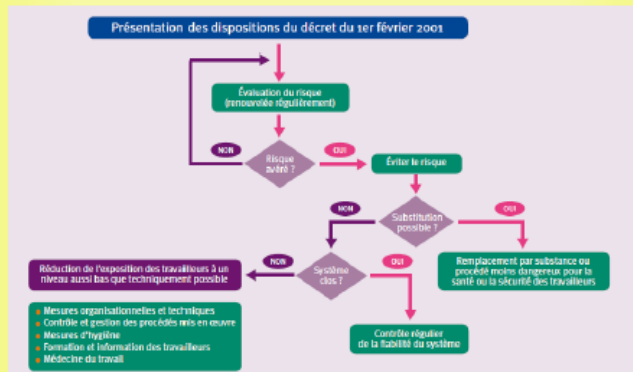 Présentation des dispositions du décret du 1er février 2001
Évaluation du risque
(renouvelée régulièrement)
NON
Risque
avéré ?
OUI
Éviter le risque
NON
Substitution
possible ?
OUI
Remplacement par substance ou
procédé moins dangereux pour la
santé ou la sécurité des travailleurs
Réduction de l'exposition des travailleurs à un
niveau aussi bas que techniquement possible
NON
Système
clos ?
OUI
Contrôle régulier
de la fiabilité du système
Mesures organisationnelles et techniques
Contrôle et gestion des procédés mis en œuvre
Mesures d'hygiène
Formation et information des travailleurs
Médecine du travail